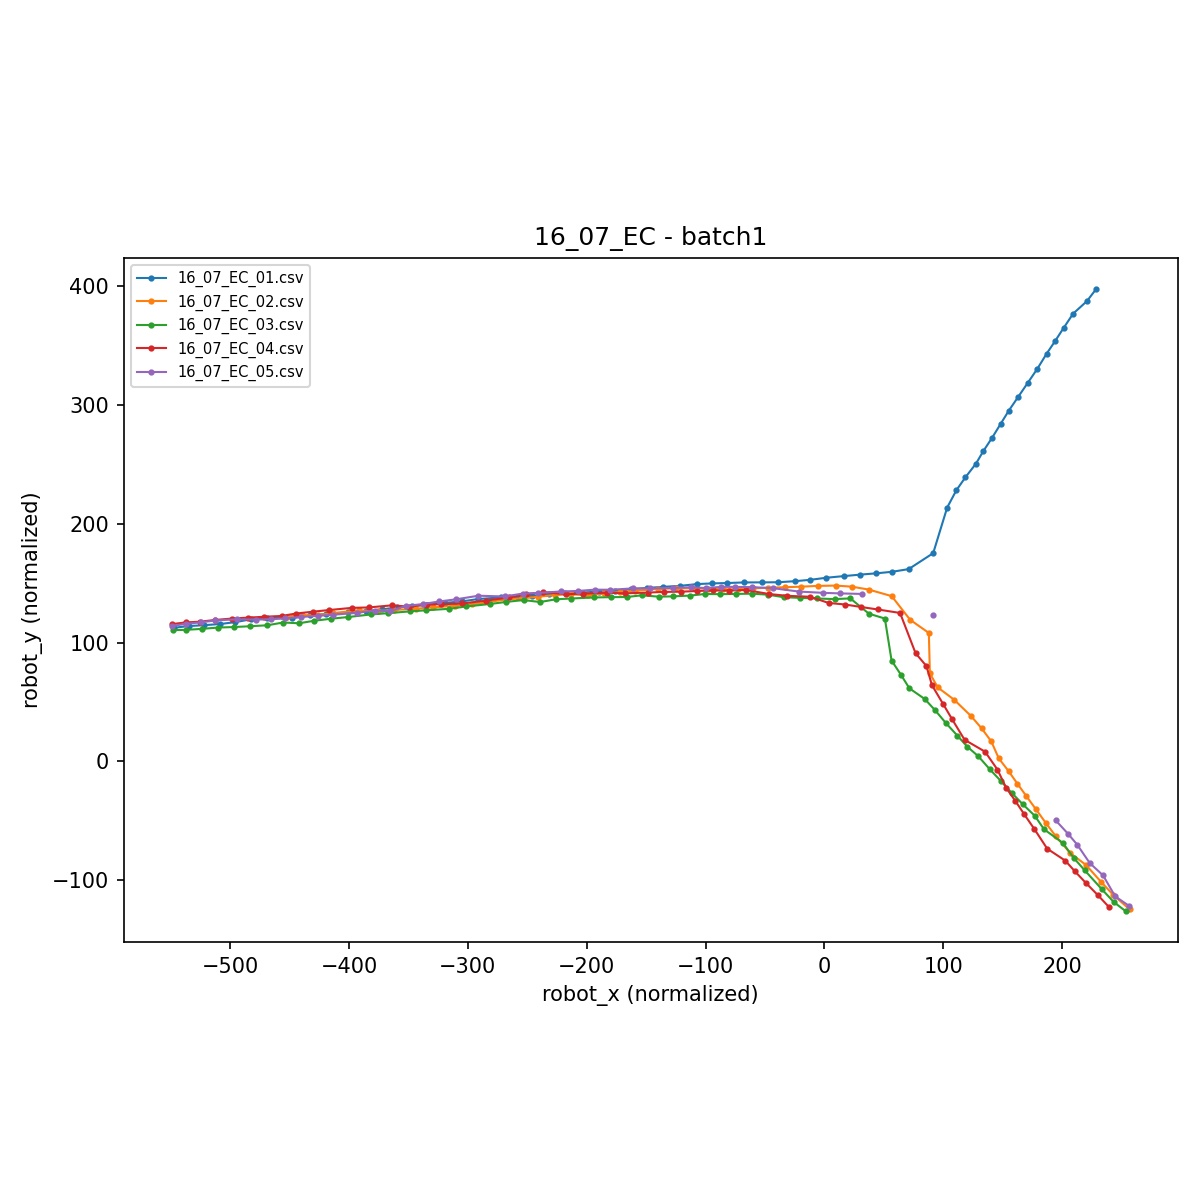 16_07_EC - batch1
16_07_EC_01.csv
16_07_EC_02.csv
16_07_EC_03.csv
16_07_EC_04.csv
16_07_EC_05.csv
400
300
200
100
0
−100
robot_y (normalized)
−500 −400 −300 −200 −100 0 100 200
robot_x (normalized)